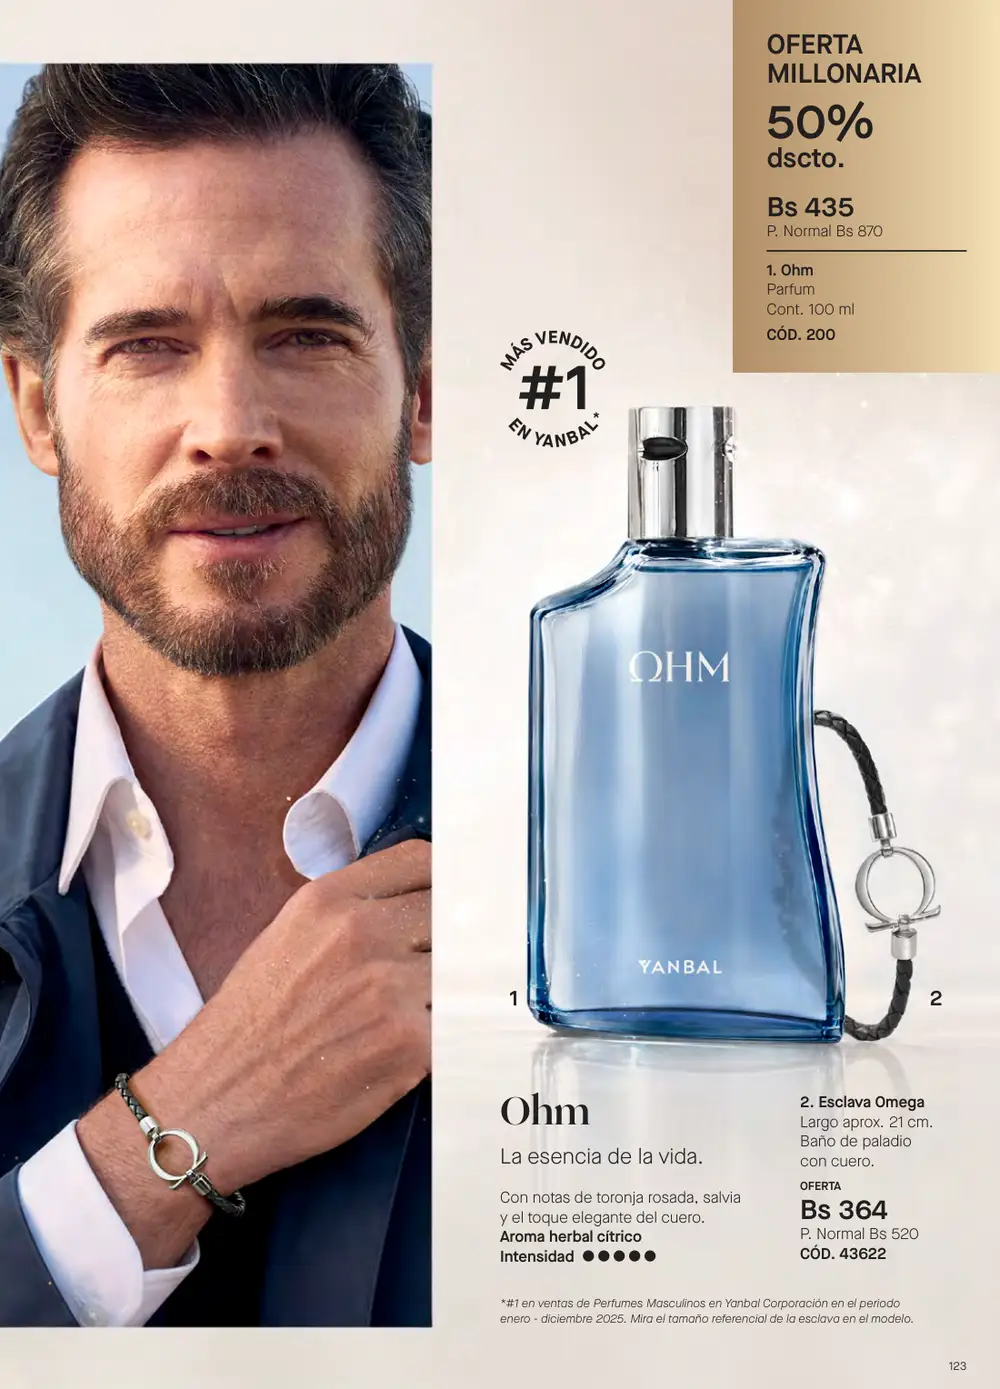 OFERTA
MILLONARIA
50%
dscto.
Bs 435
P. Normal Bs 870
1. Ohm
Parfum
Cont. 100 ml
CÓD. 200
MÁS VENDIDO
#1
EN YANBAL*
ΩHM
YANBAL
1
2
Ohm
La esencia de la vida.
Con notas de toronja rosada, salvia
y el toque elegante del cuero.
Aroma herbal cítrico
Intensidad ●●●●●
2. Esclava Omega
Largo aprox. 21 cm.
Baño de paladio
con cuero.
OFERTA
Bs 364
P. Normal Bs 520
CÓD. 43622
*#1 en ventas de Perfumes Masculinos en Yanbal Corporación en el periodo
enero - diciembre 2025. Mira el tamaño referencial de la esclava en el modelo.
123